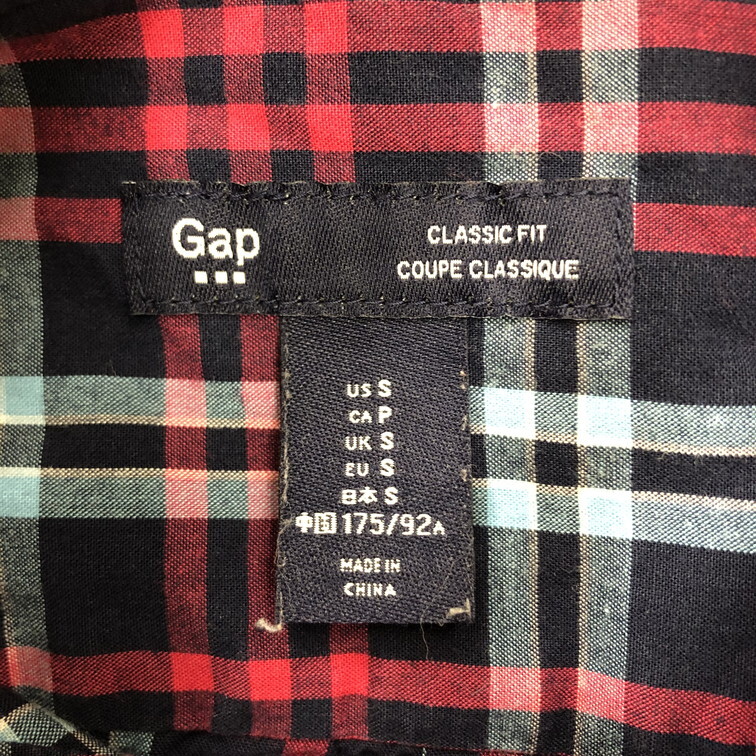 Gap
CLASSIC FIT
COUPE CLASSIQUE
US S
CA P
UK S
EU S
日本 S
中国 175/92A
MADE IN
CHINA